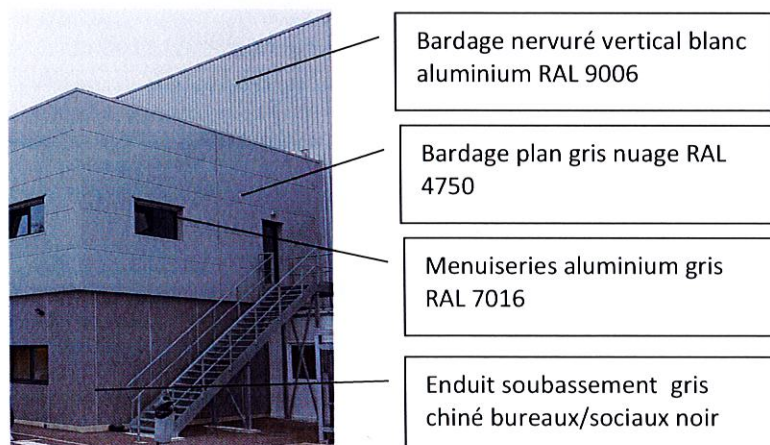 Bardage nervuré vertical blanc
aluminium RAL 9006
Bardage plan gris nuage RAL
4750
Menuiseries aluminium gris
RAL 7016
Enduit soubassement gris
chiné bureaux/sociaux noir